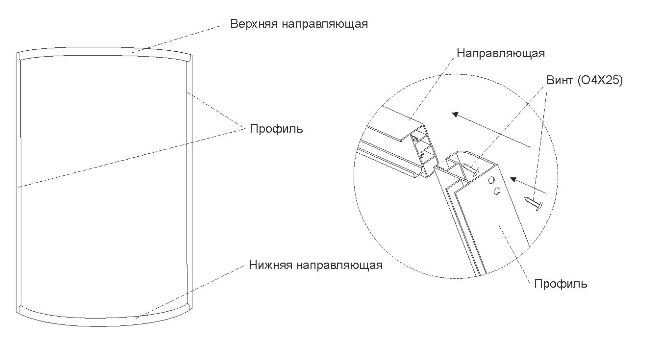 Верхняя направляющая
Направляющая
Винт (O4X25)
Профиль
Нижняя направляющая
Профиль